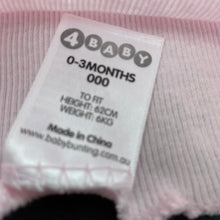 4BABY
0-3MONTHS
000
TO FIT
HEIGHT: 62CM
WEIGHT: 6KG
Made in China
www.babybunting.com.au